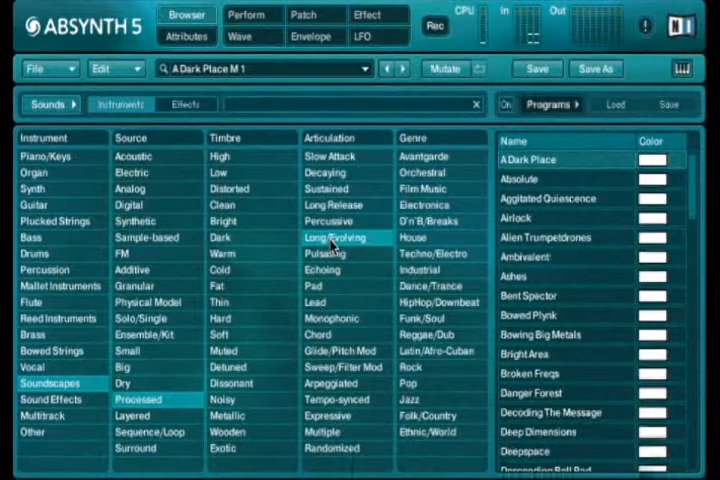 ABSYNTH 5
Browser Perform Patch Effect
Attributes Wave Envelope LFO
Rec
CPU In Out
!
NI
File Edit A Dark Place M 1 Mutate Save Save As
Sounds Instruments Effects X On Programs Load Save
Instrument Source Timbre Articulation Genre
Piano/Keys Acoustic High Slow Attack Avantgarde
Organ Electric Low Decaying Orchestral
Synth Analog Distorted Sustained Film Music
Guitar Digital Clean Long Release Electronica
Plucked Strings Synthetic Bright Percussive D'n'B/Breaks
Bass Sample-based Dark Long/Evolving House
Drums FM Warm Pulsating Techno/Electro
Percussion Additive Cold Echoing Industrial
Mallet Instruments Granular Fat Pad Dance/Trance
Flute Physical Model Thin Lead HipHop/Downbeat
Reed Instruments Solo/Single Hard Monophonic Funk/Soul
Brass Ensemble/Kit Soft Chord Reggae/Dub
Bowed Strings Small Muted Glide/Pitch Mod Latin/Afro-Cuban
Vocal Big Detuned Sweep/Filter Mod Rock
Soundscapes Dry Dissonant Arpeggiated Pop
Sound Effects Processed Noisy Tempo-synced Jazz
Multitrack Layered Metallic Expressive Folk/Country
Other Sequence/Loop Wooden Multiple Ethnic/World
Surround Exotic Randomized
Name Color
A Dark Place
Absolute
Aggitated Quiescence
Airlock
Alien Trumpetdrones
Ambivalent
Ashes
Bent Spector
Bowed Plynk
Bowing Big Metals
Bright Area
Broken Freqs
Danger Forest
Decoding The Message
Deep Dimensions
Deepspace